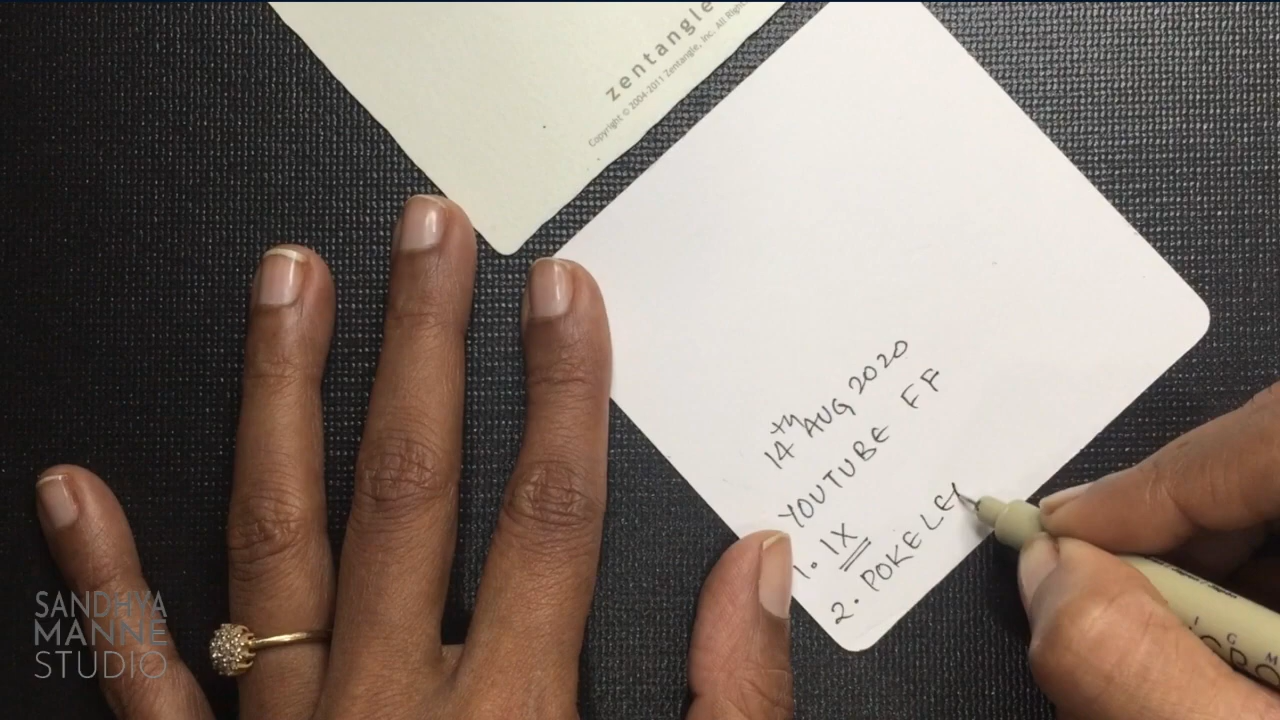 zentangle
Copyright © 2004-2011 Zentangle, Inc. All Rights
14th AUG 2020
YOUTUBE FF
1. IX
2. POKELE
SANDHYA
MANNE
STUDIO